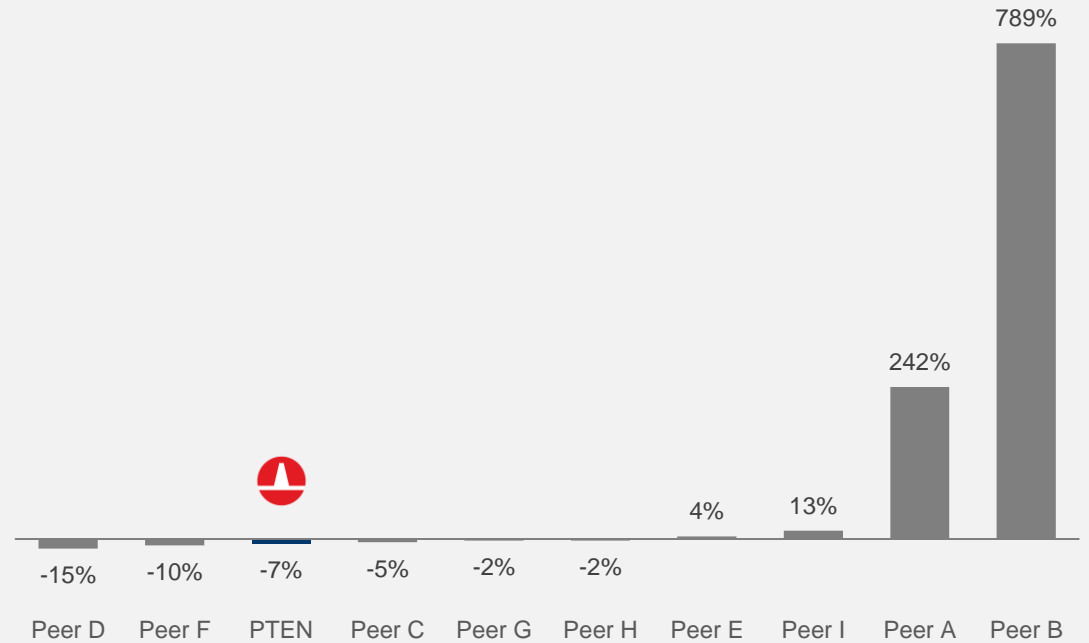 789%
242%
13%
4%
-15%
-10%
-7%
-5%
-2%
-2%
Peer D
Peer F
PTEN
Peer C
Peer G
Peer H
Peer E
Peer I
Peer A
Peer B